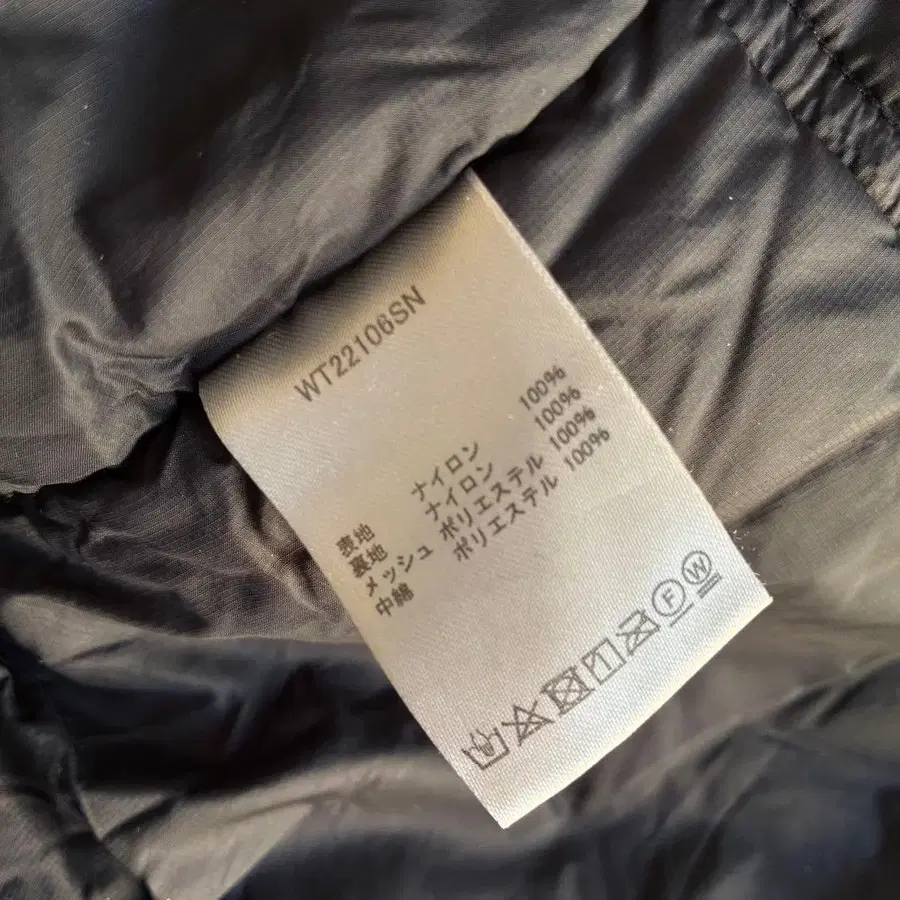 WT22106SN
表地 ナイロン 100%
裏地 ナイロン 100%
メッシュ ポリエステル 100%
中綿 ポリエステル 100%
F W